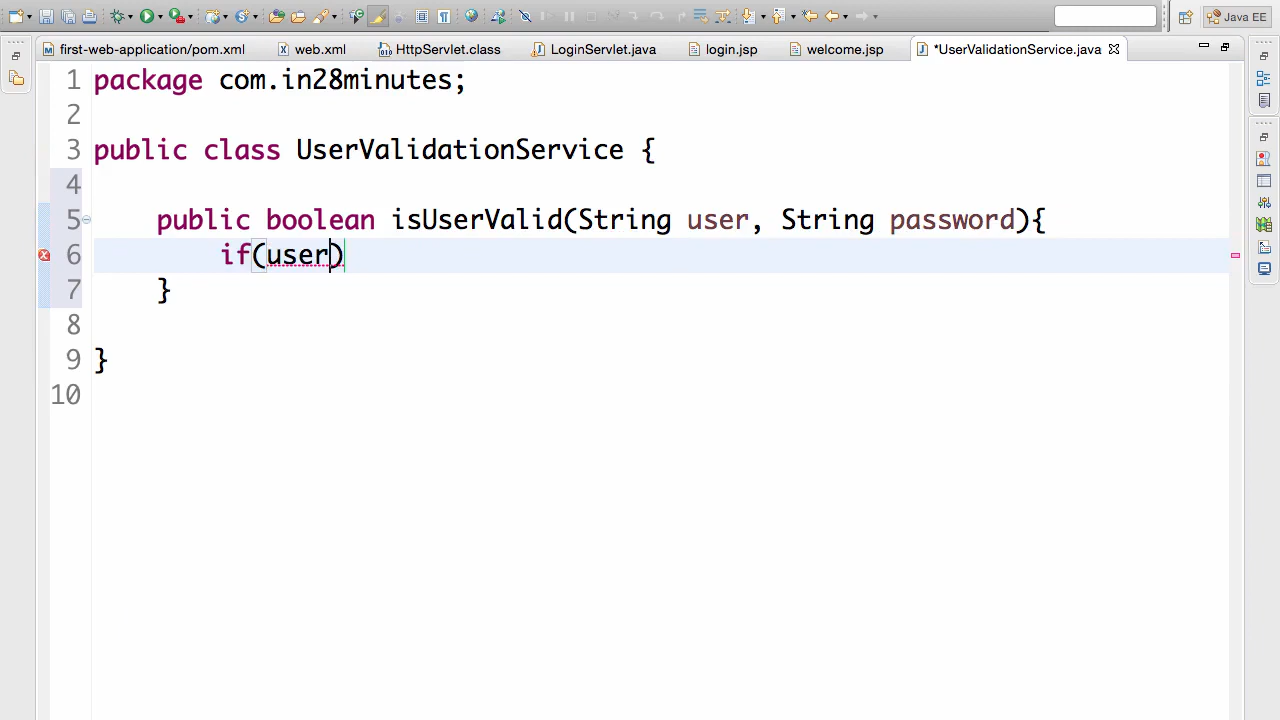 Java EE
first-web-application/pom.xml web.xml HttpServlet.class LoginServlet.java login.jsp welcome.jsp *UserValidationService.java
1 package com.in28minutes;
2
3 public class UserValidationService {
4
5 public boolean isUserValid(String user, String password){
6 if(user)
7 }
8
9 }
10